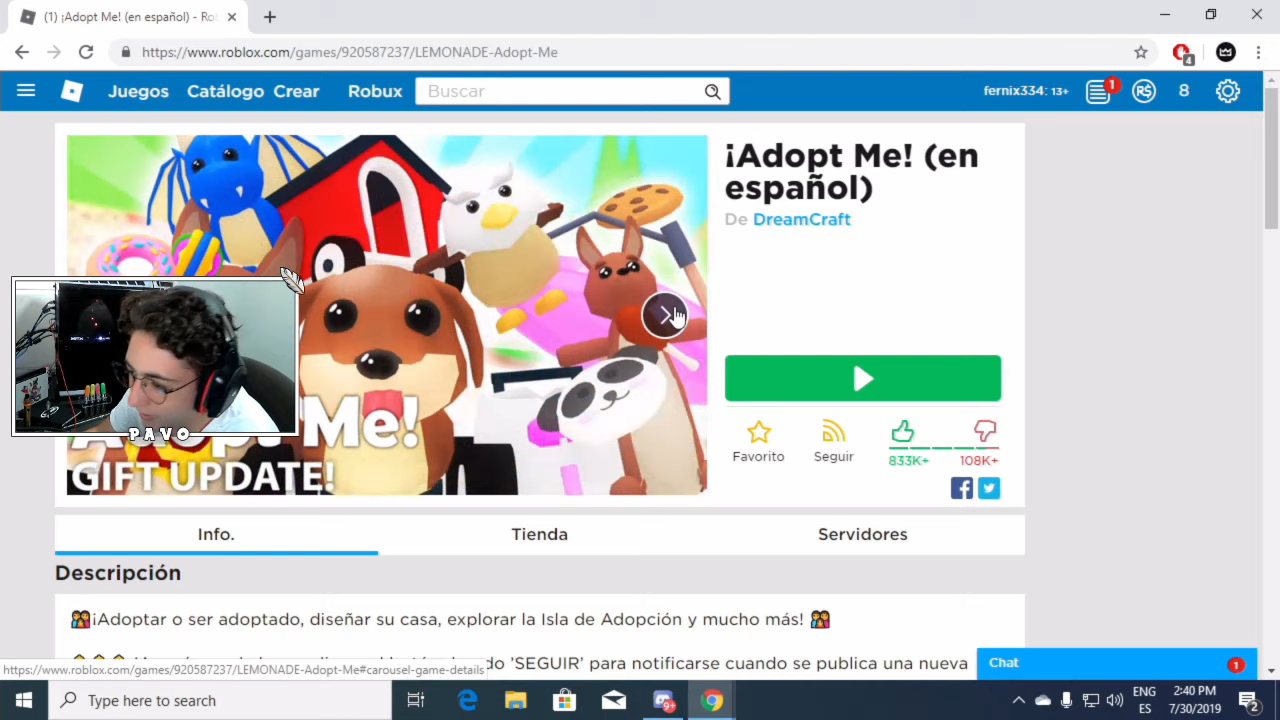 (1) ¡Adopt Me! (en español) - Rob
https://www.roblox.com/games/920587237/LEMONADE-Adopt-Me
4
Juegos
Catálogo
Crear
Robux
Buscar
fernix334: 13+
1
R$
8
¡Adopt Me! (en
español)
De DreamCraft
Me!
GIFT UPDATE!
PAVO
Favorito
Seguir
833K+
108K+
Info.
Tienda
Servidores
Descripción
¡Adoptar o ser adoptado, diseñar su casa, explorar la Isla de Adopción y mucho más!
'SEGUIR' para notificarse cuando se publica una nueva
https://www.roblox.com/games/920587237/LEMONADE-Adopt-Me#carousel-game-details
Chat
1
Type here to search
9+
ENG
ES
2:40 PM
7/30/2019
2